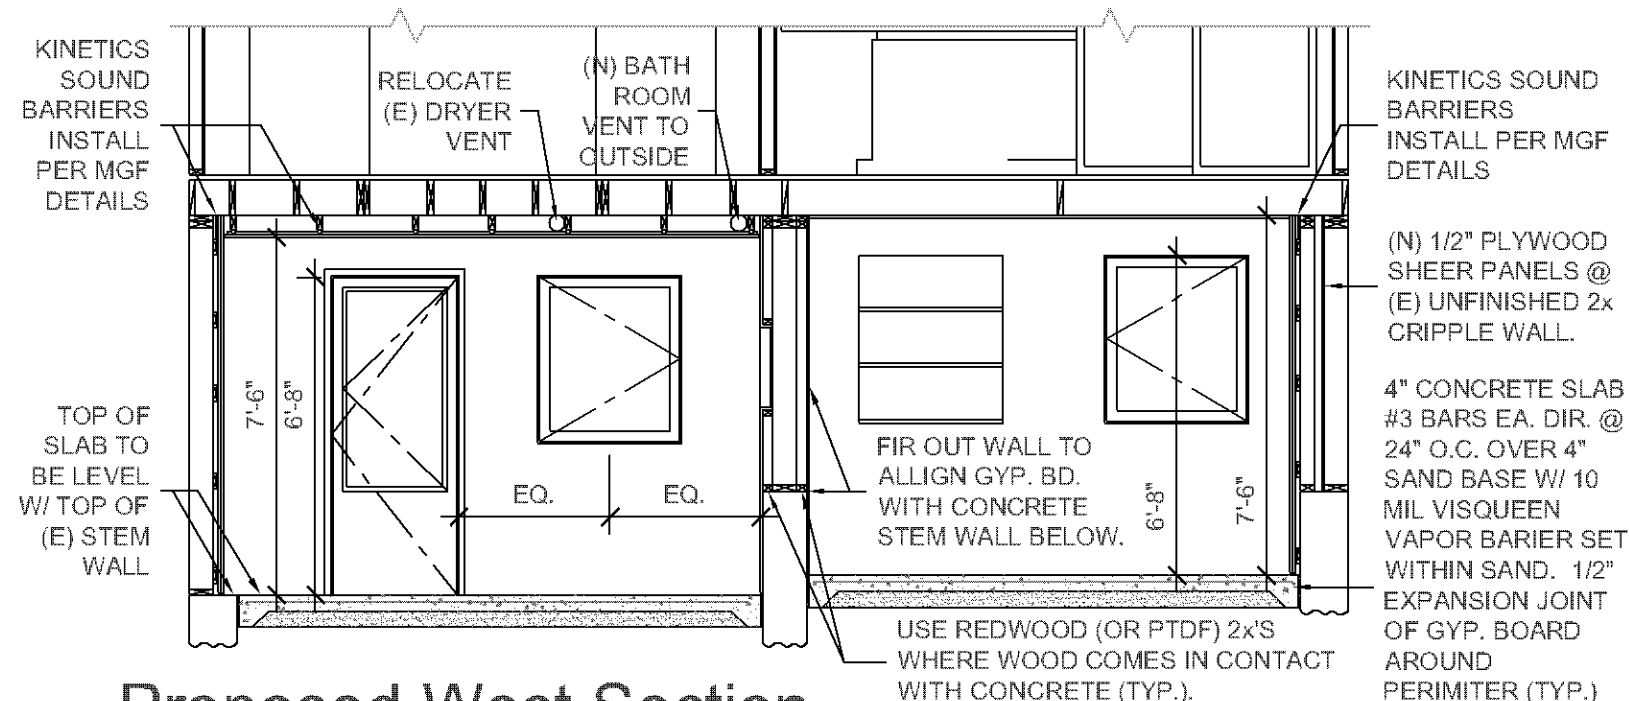 KINETICS
SOUND
BARRIERS
INSTALL
PER MGF
DETAILS
RELOCATE
(E) DRYER
VENT
(N) BATH
ROOM
VENT TO
OUTSIDE
KINETICS SOUND
BARRIERS
INSTALL PER MGF
DETAILS
(N) 1/2" PLYWOOD
SHEER PANELS @
(E) UNFINISHED 2x
CRIPPLE WALL.
7'-6"
6'-8"
TOP OF
SLAB TO
BE LEVEL
W/ TOP OF
(E) STEM
WALL
EQ.
EQ.
FIR OUT WALL TO
ALLIGN GYP. BD.
WITH CONCRETE
STEM WALL BELOW.
6'-8"
7'-6"
4" CONCRETE SLAB
#3 BARS EA. DIR. @
24" O.C. OVER 4"
SAND BASE W/ 10
MIL VISQUEEN
VAPOR BARIER SET
WITHIN SAND. 1/2"
EXPANSION JOINT
OF GYP. BOARD
AROUND
PERIMITER (TYP.)
USE REDWOOD (OR PTDF) 2x'S
WHERE WOOD COMES IN CONTACT
WITH CONCRETE (TYP.).
Proposed West Section